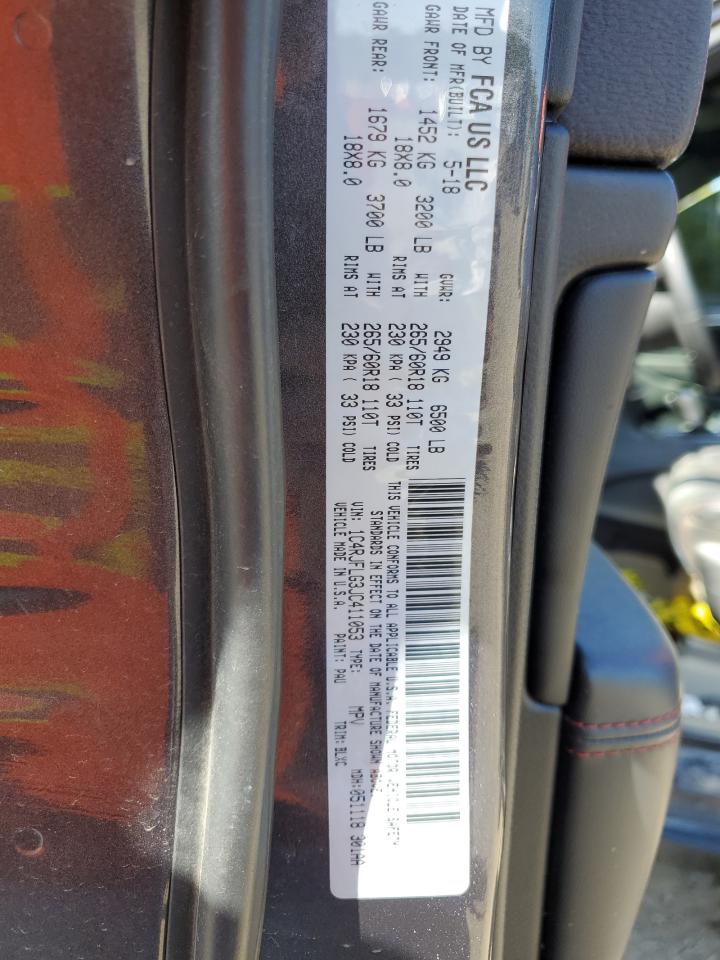 MFD BY FCA US LLC
DATE OF MFR(BUILT): 5-18 GVWR: 2949 KG 6500 LB
GAWR FRONT: 1452 KG 3200 LB WITH 265/60R18 110T TIRES
18X8.0 RIMS AT 230 KPA ( 33 PSI) COLD
GAWR REAR: 1679 KG 3700 LB WITH 265/60R18 110T TIRES
18X8.0 RIMS AT 230 KPA ( 33 PSI) COLD
THIS VEHICLE CONFORMS TO ALL APPLICABLE U.S.A. FEDERAL MOTOR VEHICLE SAFETY
STANDARDS IN EFFECT ON THE DATE OF MANUFACTURE SHOWN ABOVE.
VIN: 1C4RJFLG3JC411053 TYPE: MPV MDH:051118 301AA
VEHICLE MADE IN U.S.A. PAINT: PAU TRIM: BLXC